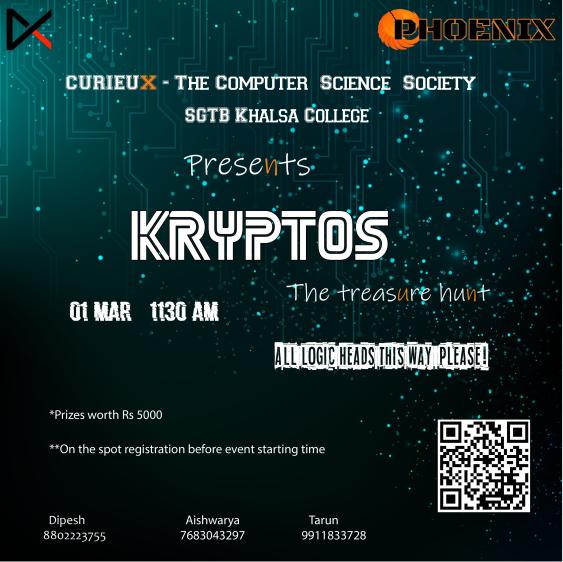 PHOENIX
CURIEUX - THE COMPUTER SCIENCE SOCIETY
SGTB KHALSA COLLEGE
Presents
KRYPTOS
The treasure hunt
01 MAR 1130 AM
ALL LOGIC HEADS THIS WAY PLEASE!
*Prizes worth Rs 5000
**On the spot registration before event starting time
Dipesh Aishwarya Tarun
8802223755 7683043297 9911833728